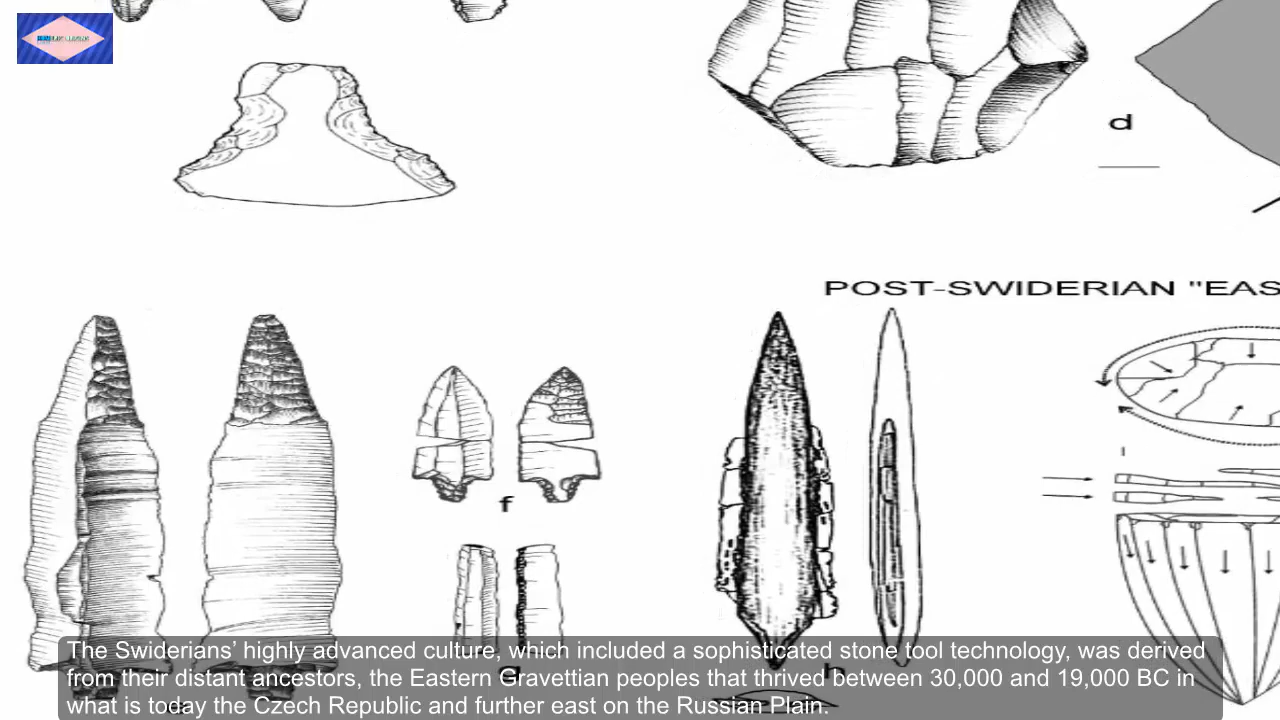 d
POST-SWIDERIAN "EAS
f
g
h
The Swiderians’ highly advanced culture, which included a sophisticated stone tool technology, was derived
from their distant ancestors, the Eastern Gravettian peoples that thrived between 30,000 and 19,000 BC in
what is today the Czech Republic and further east on the Russian Plain.